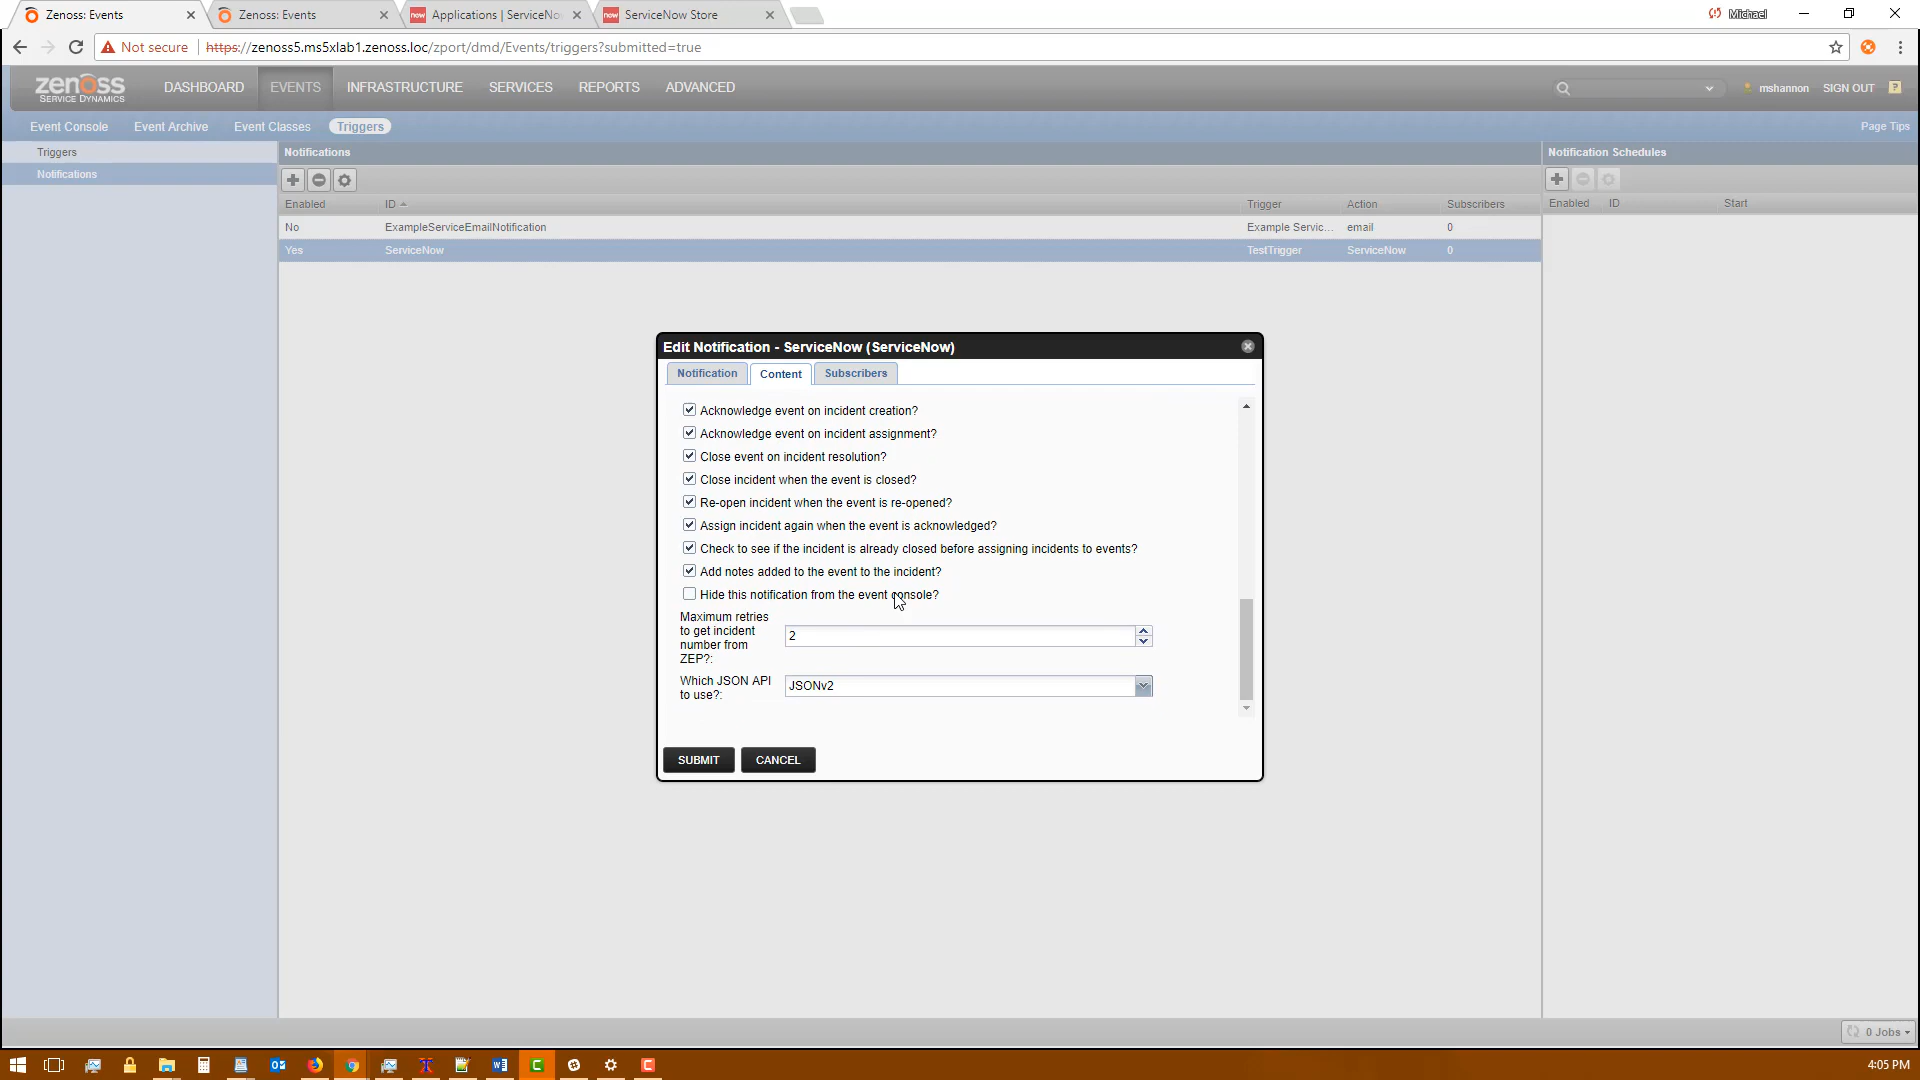 Zenoss: Events
Zenoss: Events
now Applications | ServiceNo
now ServiceNow Store
Michael
Not secure https://zenoss5.ms5xlab1.zenoss.loc/zport/dmd/Events/triggers?submitted=true
zenoss
SERVICE DYNAMICS
DASHBOARD EVENTS INFRASTRUCTURE SERVICES REPORTS ADVANCED
mshannon SIGN OUT ?
Event Console Event Archive Event Classes Triggers
Page Tips
Triggers
Notifications
Notifications
Enabled ID Trigger Action Subscribers
No ExampleServiceEmailNotification Example Servic... email 0
Yes ServiceNow TestTrigger ServiceNow 0
Notification Schedules
Enabled ID Start
Edit Notification - ServiceNow (ServiceNow)
Notification Content Subscribers
Acknowledge event on incident creation?
Acknowledge event on incident assignment?
Close event on incident resolution?
Close incident when the event is closed?
Re-open incident when the event is re-opened?
Assign incident again when the event is acknowledged?
Check to see if the incident is already closed before assigning incidents to events?
Add notes added to the event to the incident?
Hide this notification from the event console?
Maximum retries
to get incident
number from
ZEP?:
2
Which JSON API
to use?:
JSONv2
SUBMIT CANCEL
0 Jobs
4:05 PM